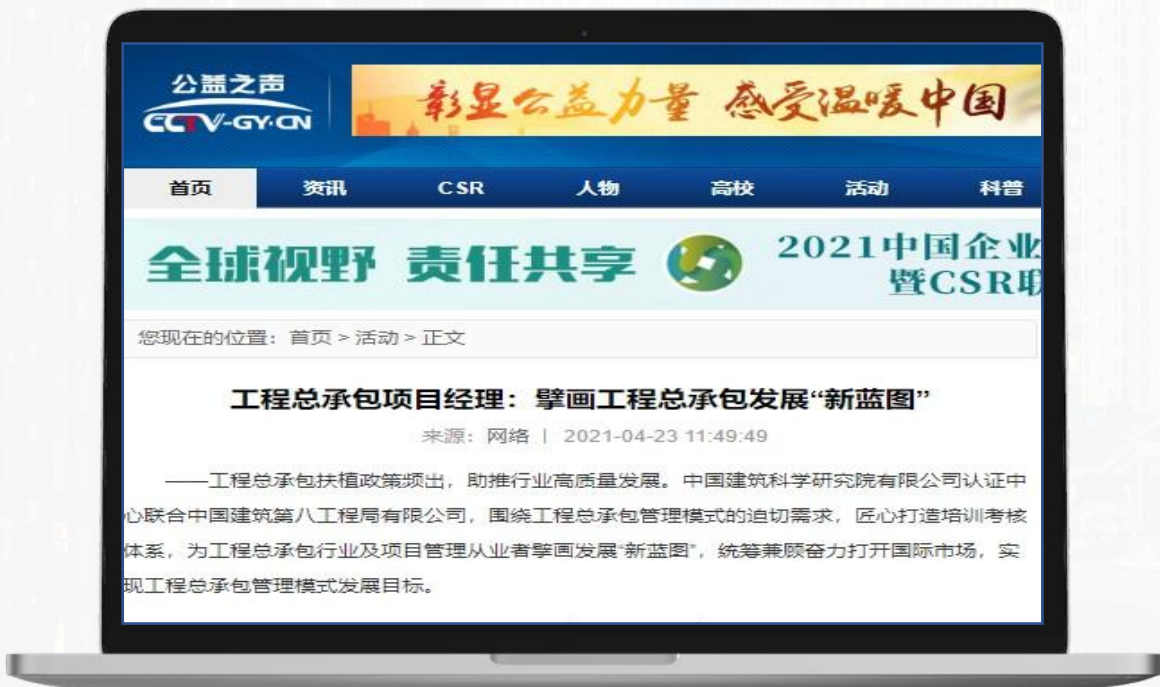 公益之声
CCTV-GY.CN
彰显公益力量 感受温暖中国
首页 资讯 CSR 人物 高校 活动 科普
全球视野 责任共享
2021中国企业
暨CSR联
您现在的位置：首页 > 活动 > 正文
工程总承包项目经理：擘画工程总承包发展“新蓝图”
来源：网络 | 2021-04-23 11:49:49
——工程总承包扶植政策频出，助推行业高质量发展。中国建筑科学研究院有限公司认证中
心联合中国建筑第八工程局有限公司，围绕工程总承包管理模式的迫切需求，匠心打造培训考核
体系，为工程总承包行业及项目管理从业者擘画发展“新蓝图”，统筹兼顾奋力打开国际市场，实
现工程总承包管理模式发展目标。